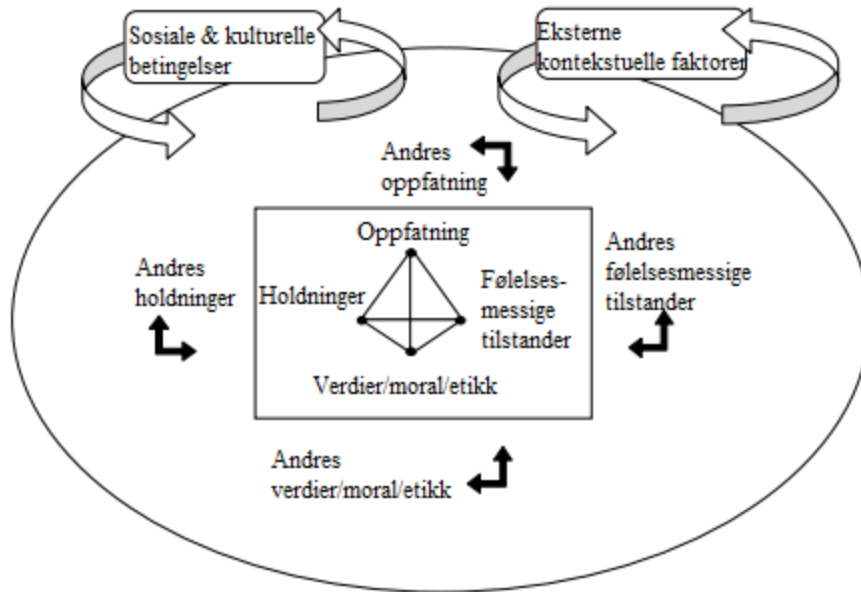 Sosiale & kulturelle
betingelser
Eksterne
kontekstuelle faktorer
Andres
oppfatning
Oppfatning
Andres
holdninger
Holdninger
Følelses-
messige
tilstander
Andres
følelsesmessige
tilstander
Verdier/moral/etikk
Andres
verdier/moral/etikk